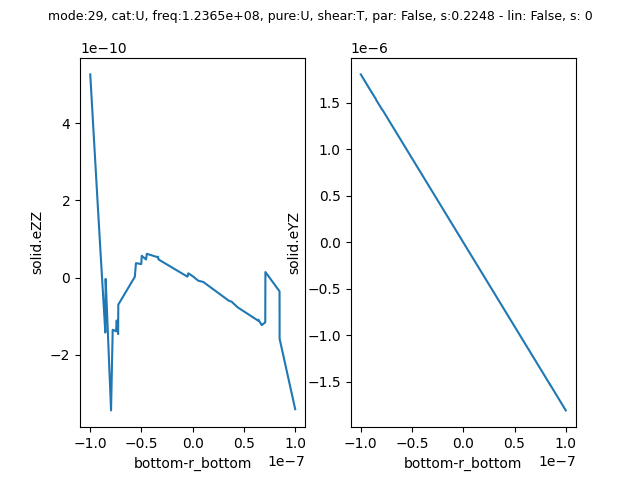 mode:29, cat:U, freq:1.2365e+08, pure:U, shear:T, par: False, s:0.2248 - lin: False, s: 0
1e−10
4
2
0
−2
solid.eZZ
−1.0
−0.5
0.0
0.5
1.0
bottom-r_bottom
1e−7
1e−6
1.5
1.0
0.5
0.0
−0.5
−1.0
−1.5
solid.eYZ
−1.0
−0.5
0.0
0.5
1.0
bottom-r_bottom
1e−7